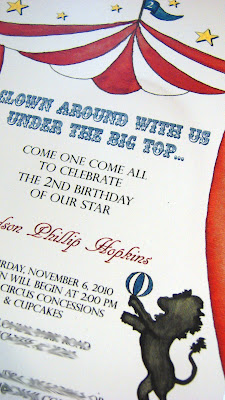 2
CLOWN AROUND WITH US
UNDER THE BIG TOP...
COME ONE COME ALL
TO CELEBRATE
THE 2ND BIRTHDAY
OF OUR STAR
Phillip Hopkins
NOVEMBER 6, 2010
WILL BEGIN AT 2:00 PM
CIRCUS CONCESSIONS
& CUPCAKES